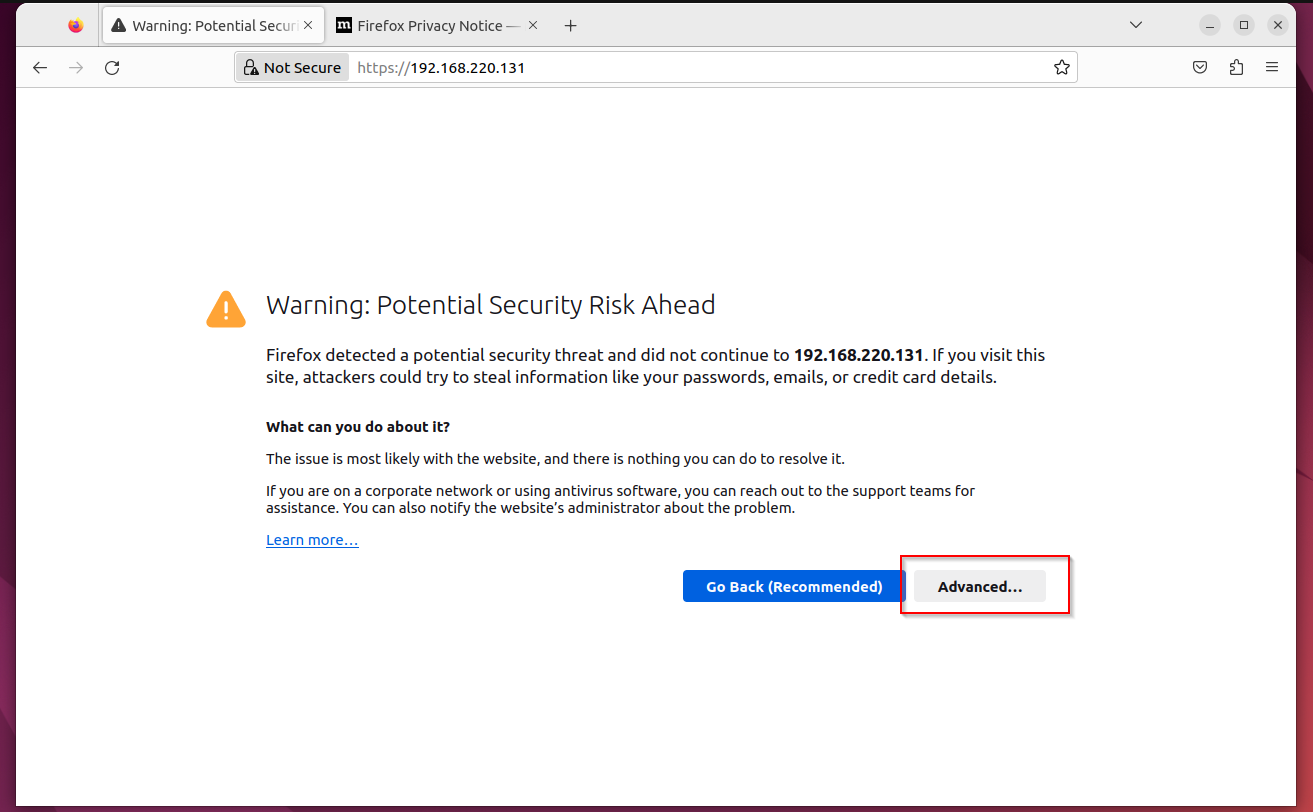 Warning: Potential Securi
m Firefox Privacy Notice —
Not Secure https://192.168.220.131
Warning: Potential Security Risk Ahead
Firefox detected a potential security threat and did not continue to 192.168.220.131. If you visit this
site, attackers could try to steal information like your passwords, emails, or credit card details.
What can you do about it?
The issue is most likely with the website, and there is nothing you can do to resolve it.
If you are on a corporate network or using antivirus software, you can reach out to the support teams for
assistance. You can also notify the website’s administrator about the problem.
Learn more…
Go Back (Recommended) Advanced…